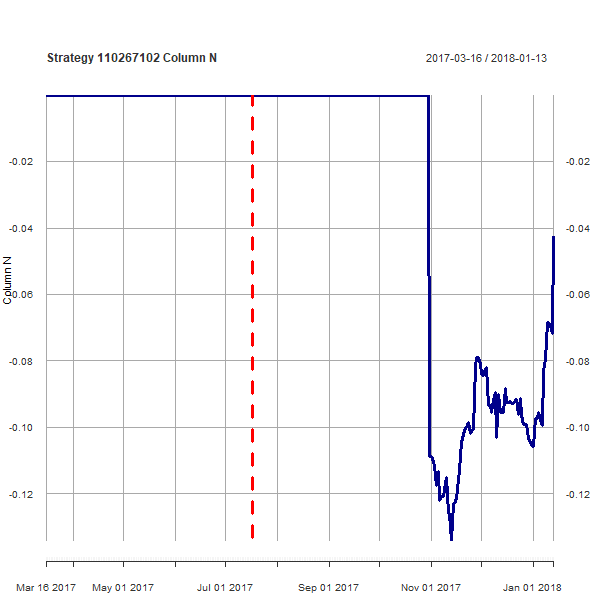 Strategy 110267102 Column N
2017-03-16 / 2018-01-13
-0.02
-0.04
-0.06
-0.08
-0.10
-0.12
Column N
-0.02
-0.04
-0.06
-0.08
-0.10
-0.12
Mar 16 2017
May 01 2017
Jul 01 2017
Sep 01 2017
Nov 01 2017
Jan 01 2018